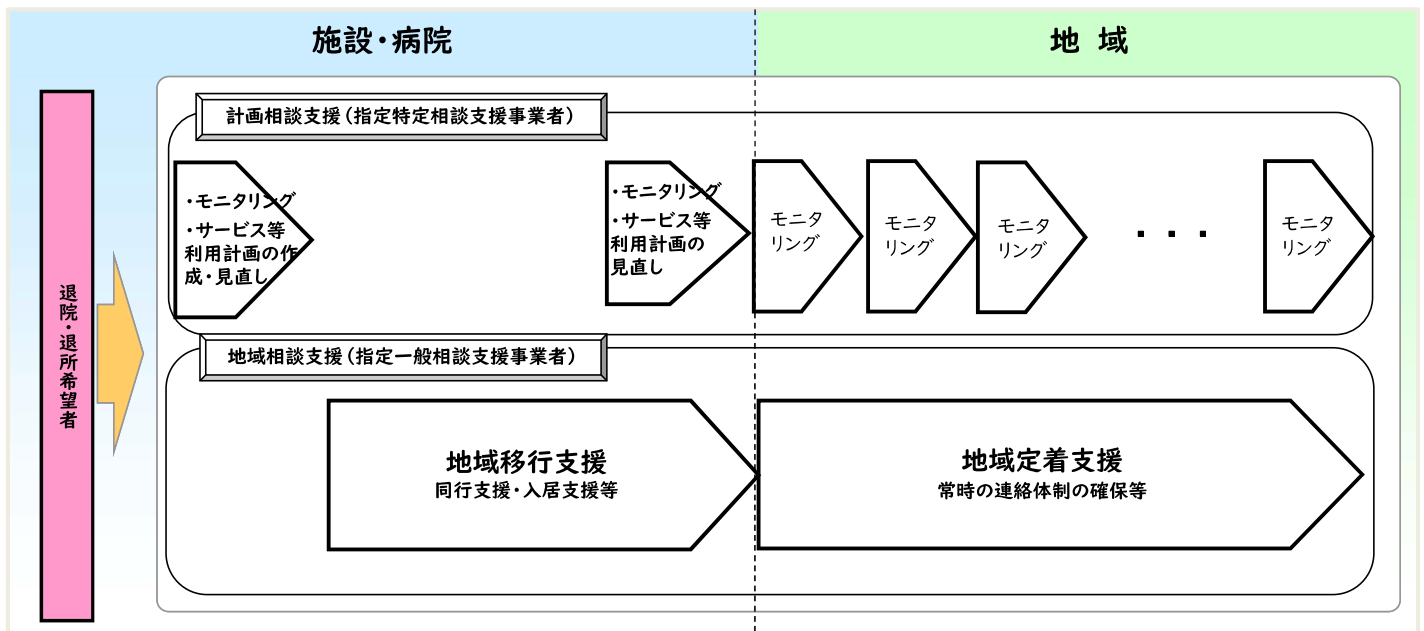 施設・病院
地 域
退院・退所希望者
計画相談支援（指定特定相談支援事業者）
・モニタリング
・サービス等
利用計画の作
成・見直し
・モニタリング
・サービス等
利用計画の
見直し
モニタ
リング
モニタ
リング
モニタ
リング
・・・
モニタ
リング
地域相談支援（指定一般相談支援事業者）
地域移行支援
同行支援・入居支援等
地域定着支援
常時の連絡体制の確保等